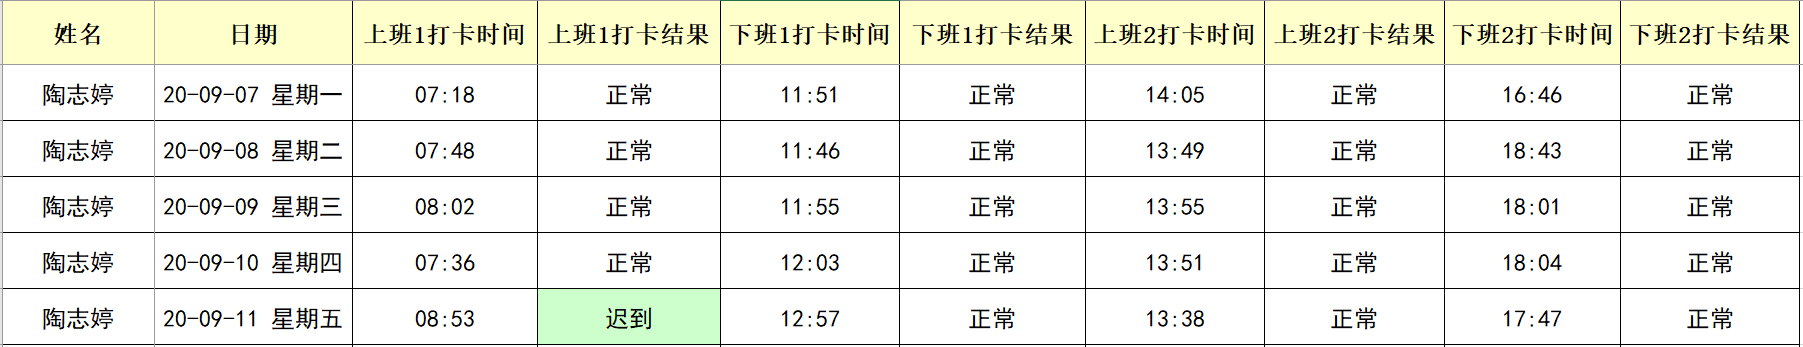 姓名 日期 上班1打卡时间 上班1打卡结果 下班1打卡时间 下班1打卡结果 上班2打卡时间 上班2打卡结果 下班2打卡时间 下班2打卡结果
陶志婷 20-09-07 星期一 07:18 正常 11:51 正常 14:05 正常 16:46 正常
陶志婷 20-09-08 星期二 07:48 正常 11:46 正常 13:49 正常 18:43 正常
陶志婷 20-09-09 星期三 08:02 正常 11:55 正常 13:55 正常 18:01 正常
陶志婷 20-09-10 星期四 07:36 正常 12:03 正常 13:51 正常 18:04 正常
陶志婷 20-09-11 星期五 08:53 迟到 12:57 正常 13:38 正常 17:47 正常